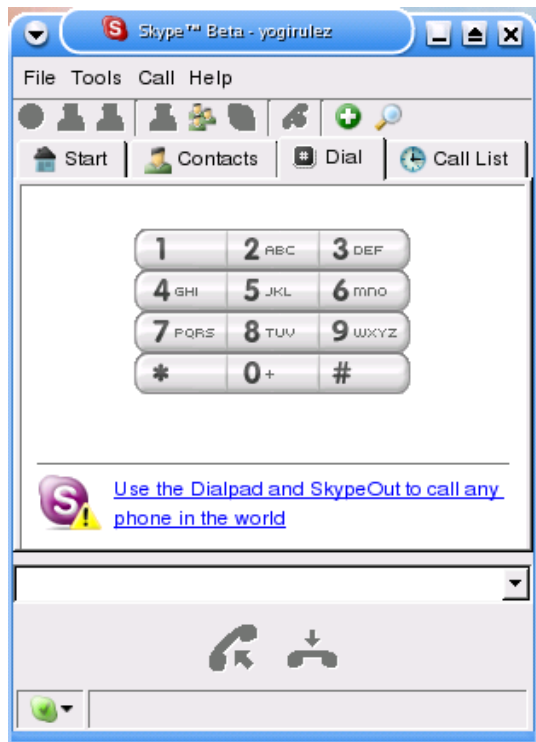 S Skype™ Beta - yogirulez
File Tools Call Help
Start Contacts # Dial Call List
1 2 ABC 3 DEF
4 GHI 5 JKL 6 MNO
7 PQRS 8 TUV 9 WXYZ
* 0 + #
S Use the Dialpad and SkypeOut to call any
phone in the world